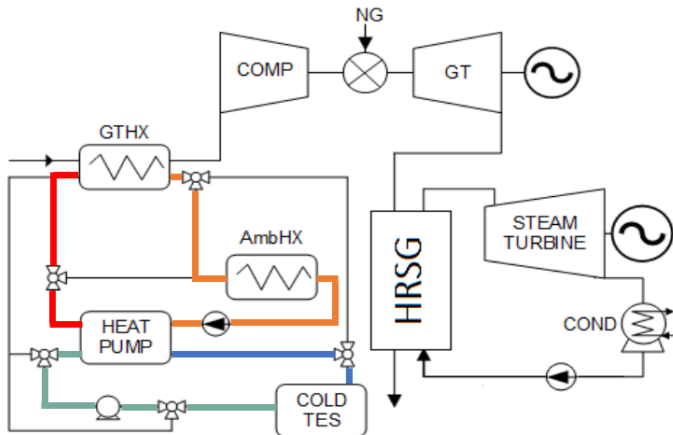 NG
COMP
GT
GTHX
AmbHX
STEAM
TURBINE
HRSG
HEAT
PUMP
COND
COLD
TES